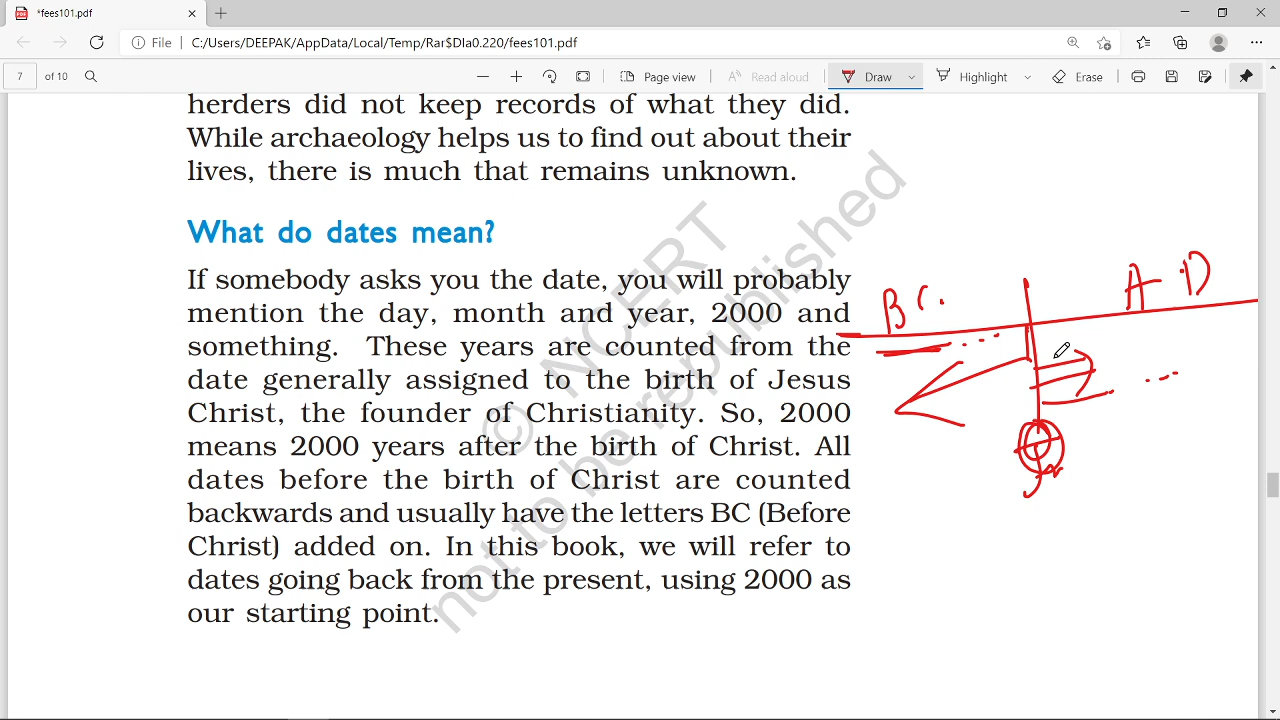 *fees101.pdf
File C:/Users/DEEPAK/AppData/Local/Temp/Rar$DIa0.220/fees101.pdf
7 of 10 Page view Read aloud Draw Highlight Erase
herders did not keep records of what they did.
While archaeology helps us to find out about their
lives, there is much that remains unknown.
What do dates mean?
If somebody asks you the date, you will probably
mention the day, month and year, 2000 and
something. These years are counted from the
date generally assigned to the birth of Jesus
Christ, the founder of Christianity. So, 2000
means 2000 years after the birth of Christ. All
dates before the birth of Christ are counted
backwards and usually have the letters BC (Before
Christ) added on. In this book, we will refer to
dates going back from the present, using 2000 as
our starting point.
© NCERT
not to be republished
BC.
A.D